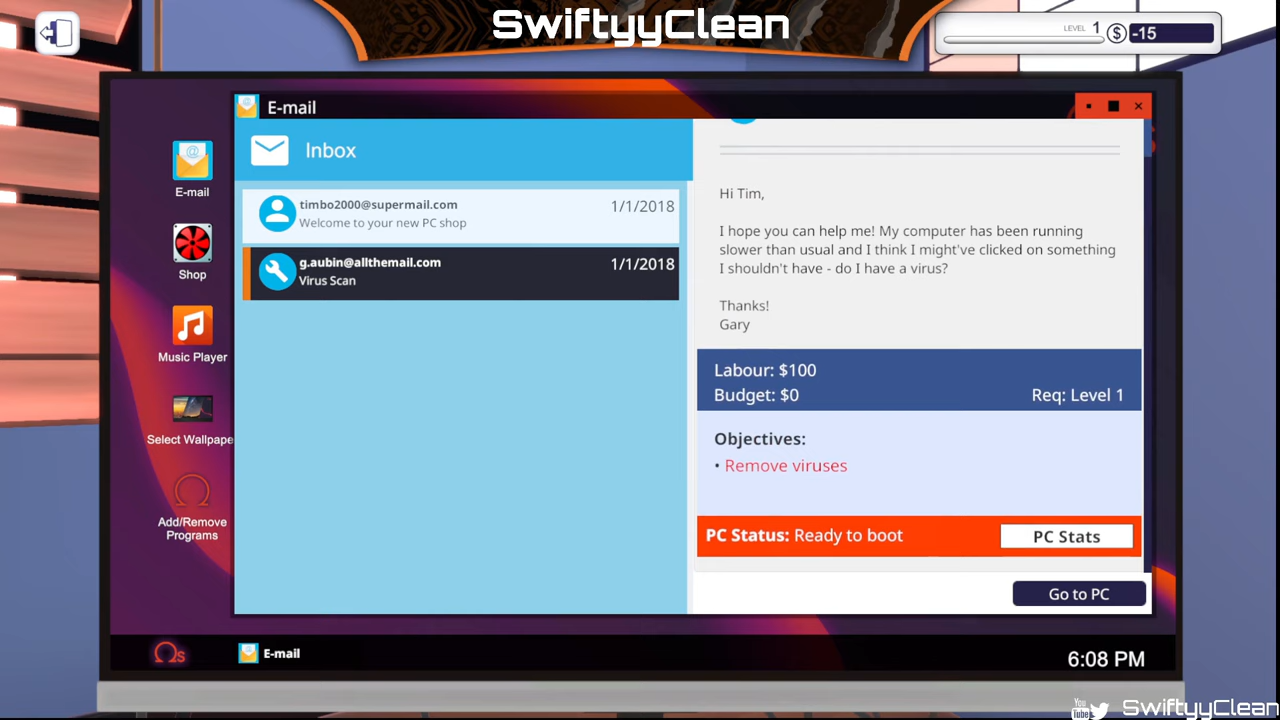 SwiftyyClean
LEVEL 1
$ -15
E-mail
E-mail
Shop
Music Player
Select Wallpape
Add/Remove
Programs
Inbox
timbo2000@supermail.com 1/1/2018
Welcome to your new PC shop
g.aubin@allthemail.com 1/1/2018
Virus Scan
Hi Tim,
I hope you can help me! My computer has been running
slower than usual and I think I might've clicked on something
I shouldn't have - do I have a virus?
Thanks!
Gary
Labour: $100
Budget: $0 Req: Level 1
Objectives:
• Remove viruses
PC Status: Ready to boot PC Stats
Go to PC
Ωs E-mail 6:08 PM
You
Tube SwiftyyClean